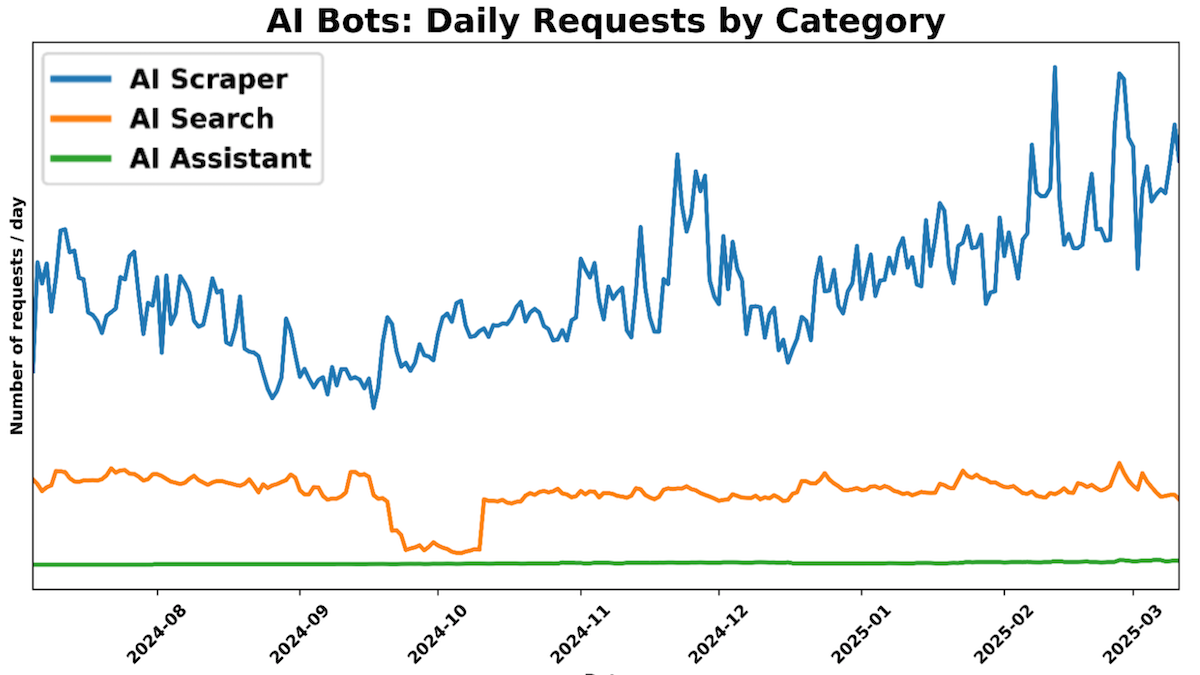 AI Bots: Daily Requests by Category
AI Scraper
AI Search
AI Assistant
Number of requests / day
2024-08
2024-09
2024-10
2024-11
2024-12
2025-01
2025-02
2025-03